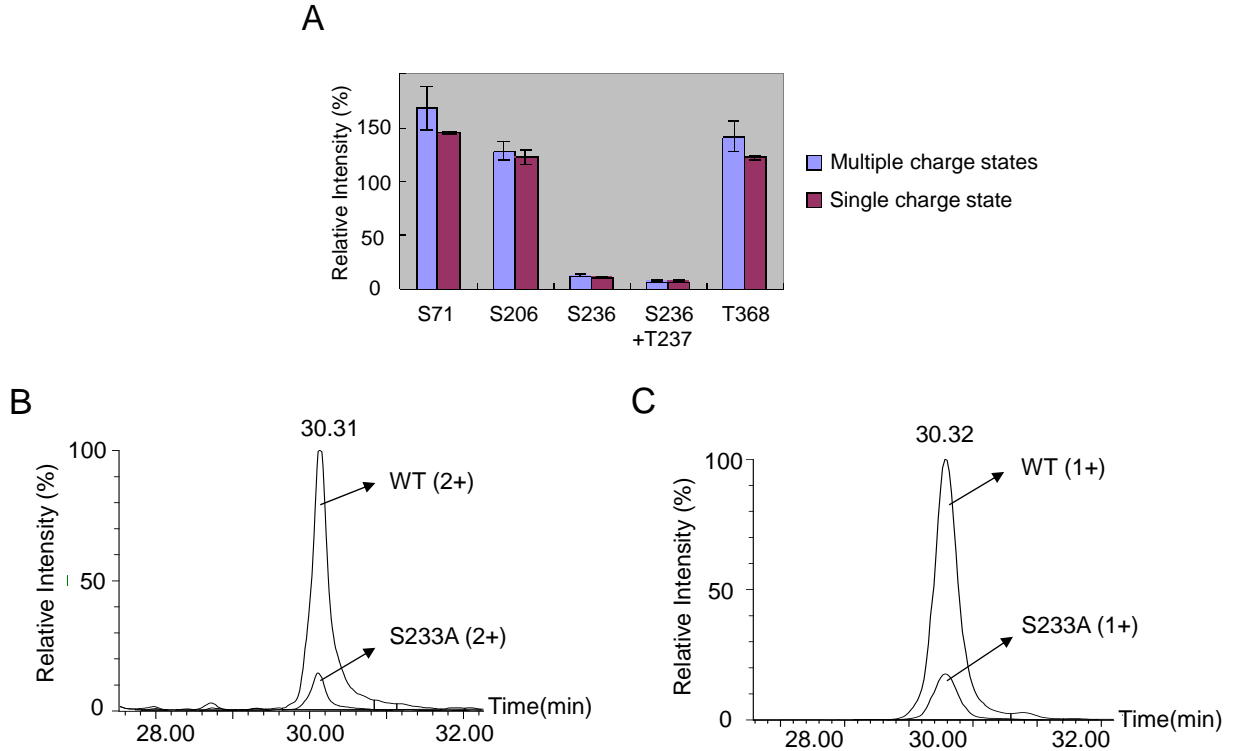 A
Relative Intensity (%)
150
100
50
0
S71
S206
S236
S236
+T237
T368
Multiple charge states
Single charge state
B
30.31
100
WT (2+)
Relative Intensity (%)
50
S233A (2+)
0
Time(min)
28.00
30.00
32.00
C
30.32
100
WT (1+)
Relative Intensity (%)
50
S233A (1+)
0
Time(min)
28.00
30.00
32.00